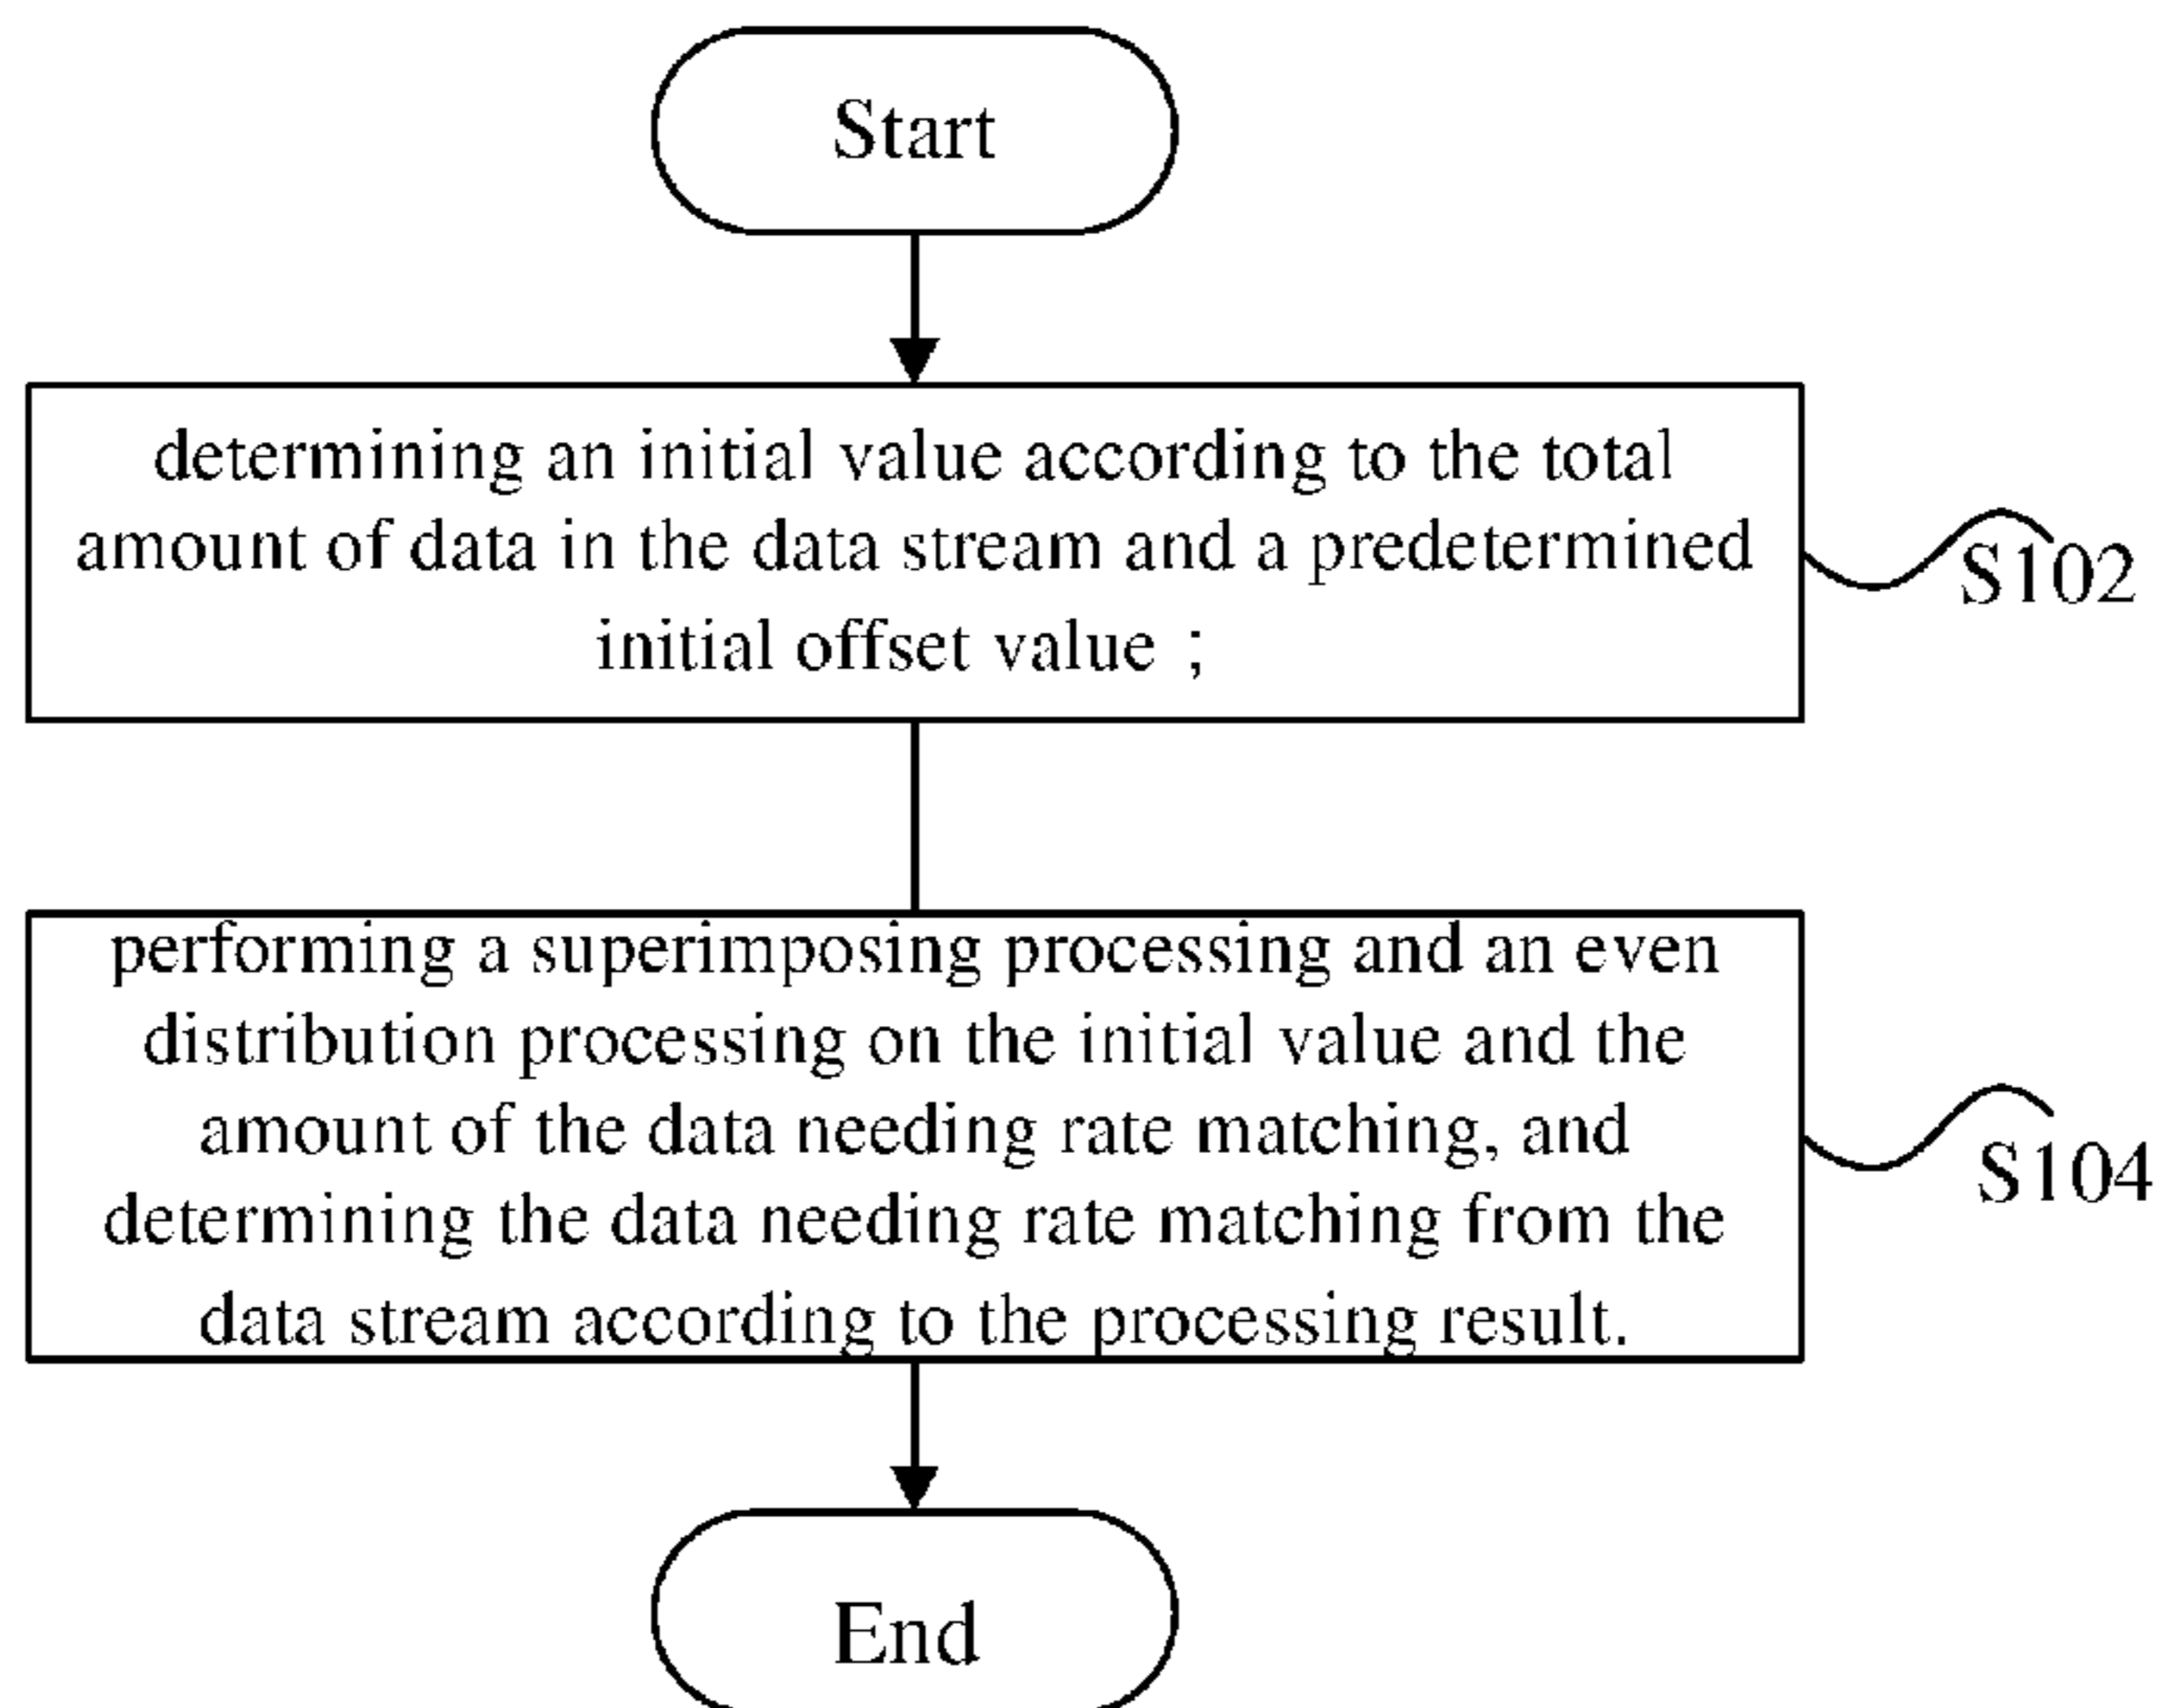 Start
determining an initial value according to the total
amount of data in the data stream and a predetermined
initial offset value ;
S102
performing a superimposing processing and an even
distribution processing on the initial value and the
amount of the data needing rate matching, and
determining the data needing rate matching from the
data stream according to the processing result.
S104
End